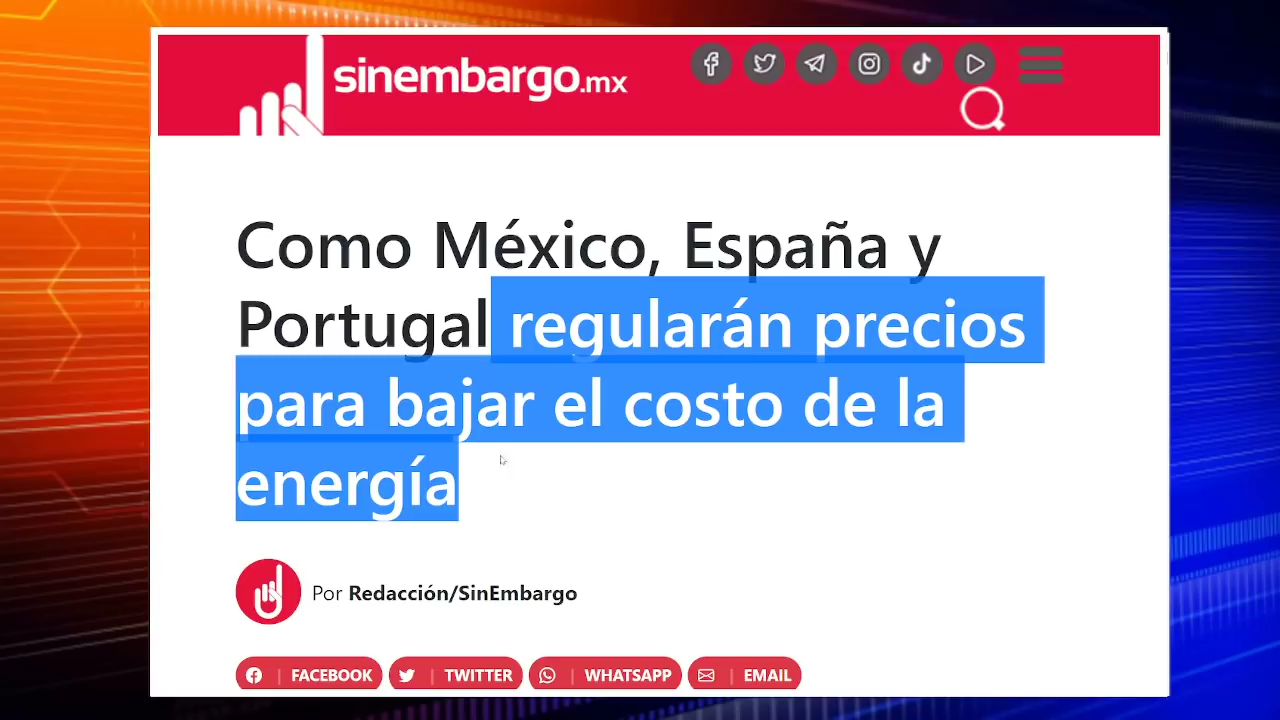 sinembargo.mx
Como México, España y
Portugal regularán precios
para bajar el costo de la
energía
Por Redacción/SinEmbargo
FACEBOOK
TWITTER
WHATSAPP
EMAIL